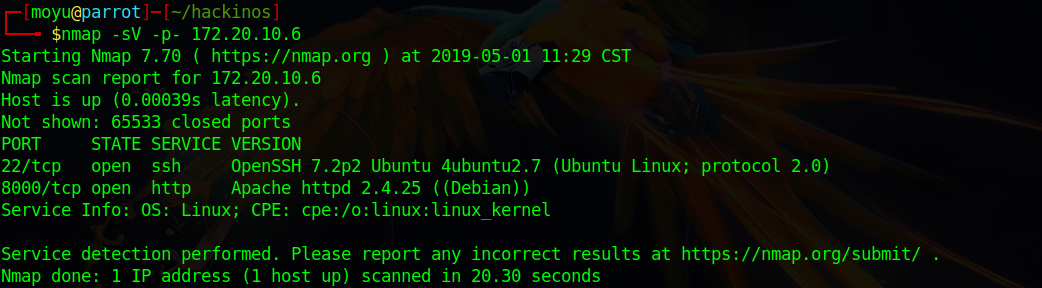 ┌─[moyu@parrot]─[~/hackinos]
└──╼ $nmap -sV -p- 172.20.10.6
Starting Nmap 7.70 ( https://nmap.org ) at 2019-05-01 11:29 CST
Nmap scan report for 172.20.10.6
Host is up (0.00039s latency).
Not shown: 65533 closed ports
PORT     STATE SERVICE VERSION
22/tcp   open  ssh     OpenSSH 7.2p2 Ubuntu 4ubuntu2.7 (Ubuntu Linux; protocol 2.0)
8000/tcp open  http    Apache httpd 2.4.25 ((Debian))
Service Info: OS: Linux; CPE: cpe:/o:linux:linux_kernel

Service detection performed. Please report any incorrect results at https://nmap.org/submit/ .
Nmap done: 1 IP address (1 host up) scanned in 20.30 seconds